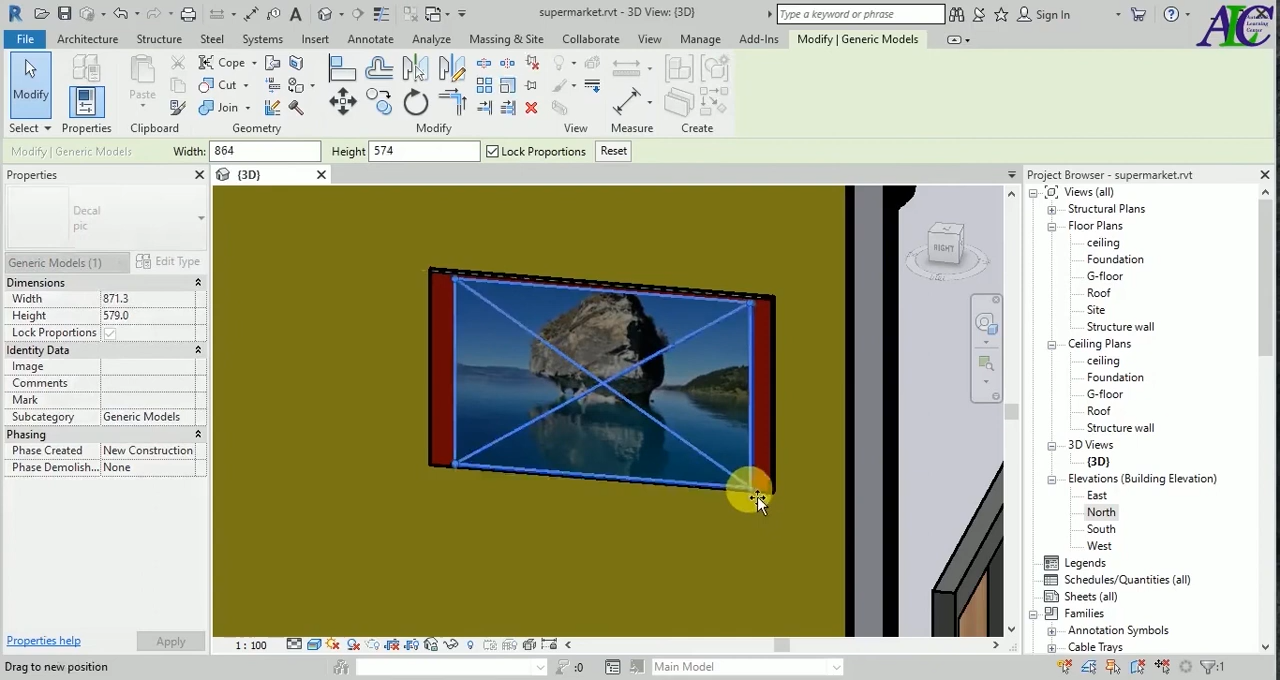 supermarket.rvt - 3D View: {3D}
Type a keyword or phrase
Sign In
ALC
File Architecture Structure Steel Systems Insert Annotate Analyze Massing & Site Collaborate View Manage Add-Ins Modify | Generic Models
Modify
Paste
Cope
Cut
Join
Select Properties Clipboard Geometry Modify View Measure Create
Modify | Generic Models Width: 864 Height 574 Lock Proportions Reset
Properties
{3D}
Project Browser - supermarket.rvt
Decal
pic
Generic Models (1) Edit Type
Dimensions
Width 871.3
Height 579.0
Lock Proportions
Identity Data
Image
Comments
Mark
Subcategory Generic Models
Phasing
Phase Created New Construction
Phase Demolish... None
Properties help Apply
RIGHT
Views (all)
Structural Plans
Floor Plans
ceiling
Foundation
G-floor
Roof
Site
Structure wall
Ceiling Plans
ceiling
Foundation
G-floor
Roof
Structure wall
3D Views
{3D}
Elevations (Building Elevation)
East
North
South
West
Legends
Schedules/Quantities (all)
Sheets (all)
Families
Annotation Symbols
Cable Trays
1 : 100
Drag to new position
:0
Main Model
:1